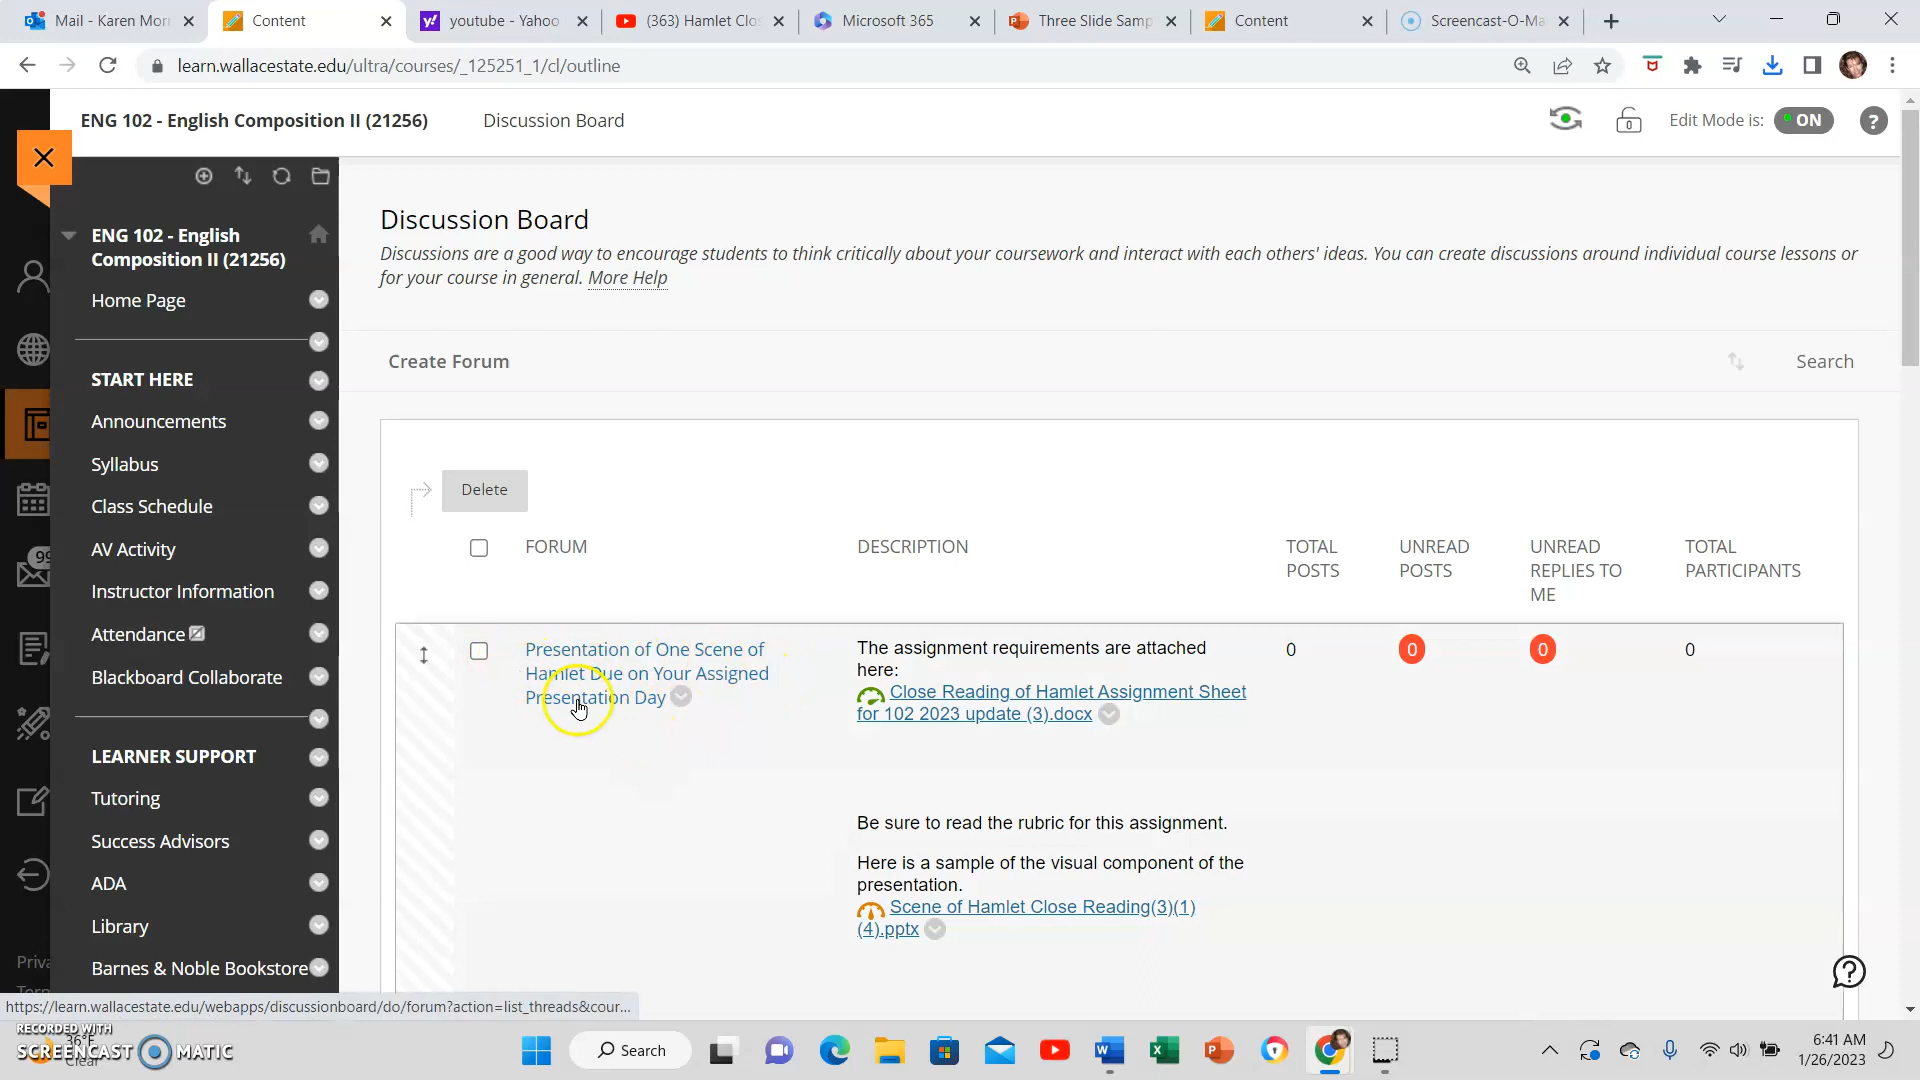 Mail - Karen Morr
Content
youtube - Yahoo
(363) Hamlet Clos
Microsoft 365
Three Slide Samp
Content
Screencast-O-Ma
learn.wallacestate.edu/ultra/courses/_125251_1/cl/outline
ENG 102 - English Composition II (21256)
Discussion Board
Edit Mode is:
ON
?
ENG 102 - English
Composition II (21256)
Home Page
START HERE
Announcements
Syllabus
Class Schedule
AV Activity
Instructor Information
Attendance
Blackboard Collaborate
LEARNER SUPPORT
Tutoring
Success Advisors
ADA
Library
Barnes & Noble Bookstore
99
Priva
Discussion Board
Discussions are a good way to encourage students to think critically about your coursework and interact with each others' ideas. You can create discussions around individual course lessons or
for your course in general. More Help
Create Forum
Search
Delete
FORUM
DESCRIPTION
TOTAL
POSTS
UNREAD
POSTS
UNREAD
REPLIES TO
ME
TOTAL
PARTICIPANTS
Presentation of One Scene of
Hamlet Due on Your Assigned
Presentation Day
The assignment requirements are attached
here:
Close Reading of Hamlet Assignment Sheet
for 102 2023 update (3).docx
Be sure to read the rubric for this assignment.
Here is a sample of the visual component of the
presentation.
Scene of Hamlet Close Reading(3)(1)
(4).pptx
0
0
0
0
https://learn.wallacestate.edu/webapps/discussionboard/do/forum?action=list_threads&cour...
RECORDED WITH
SCREENCAST MATIC
36°F
Clear
Search
6:41 AM
1/26/2023